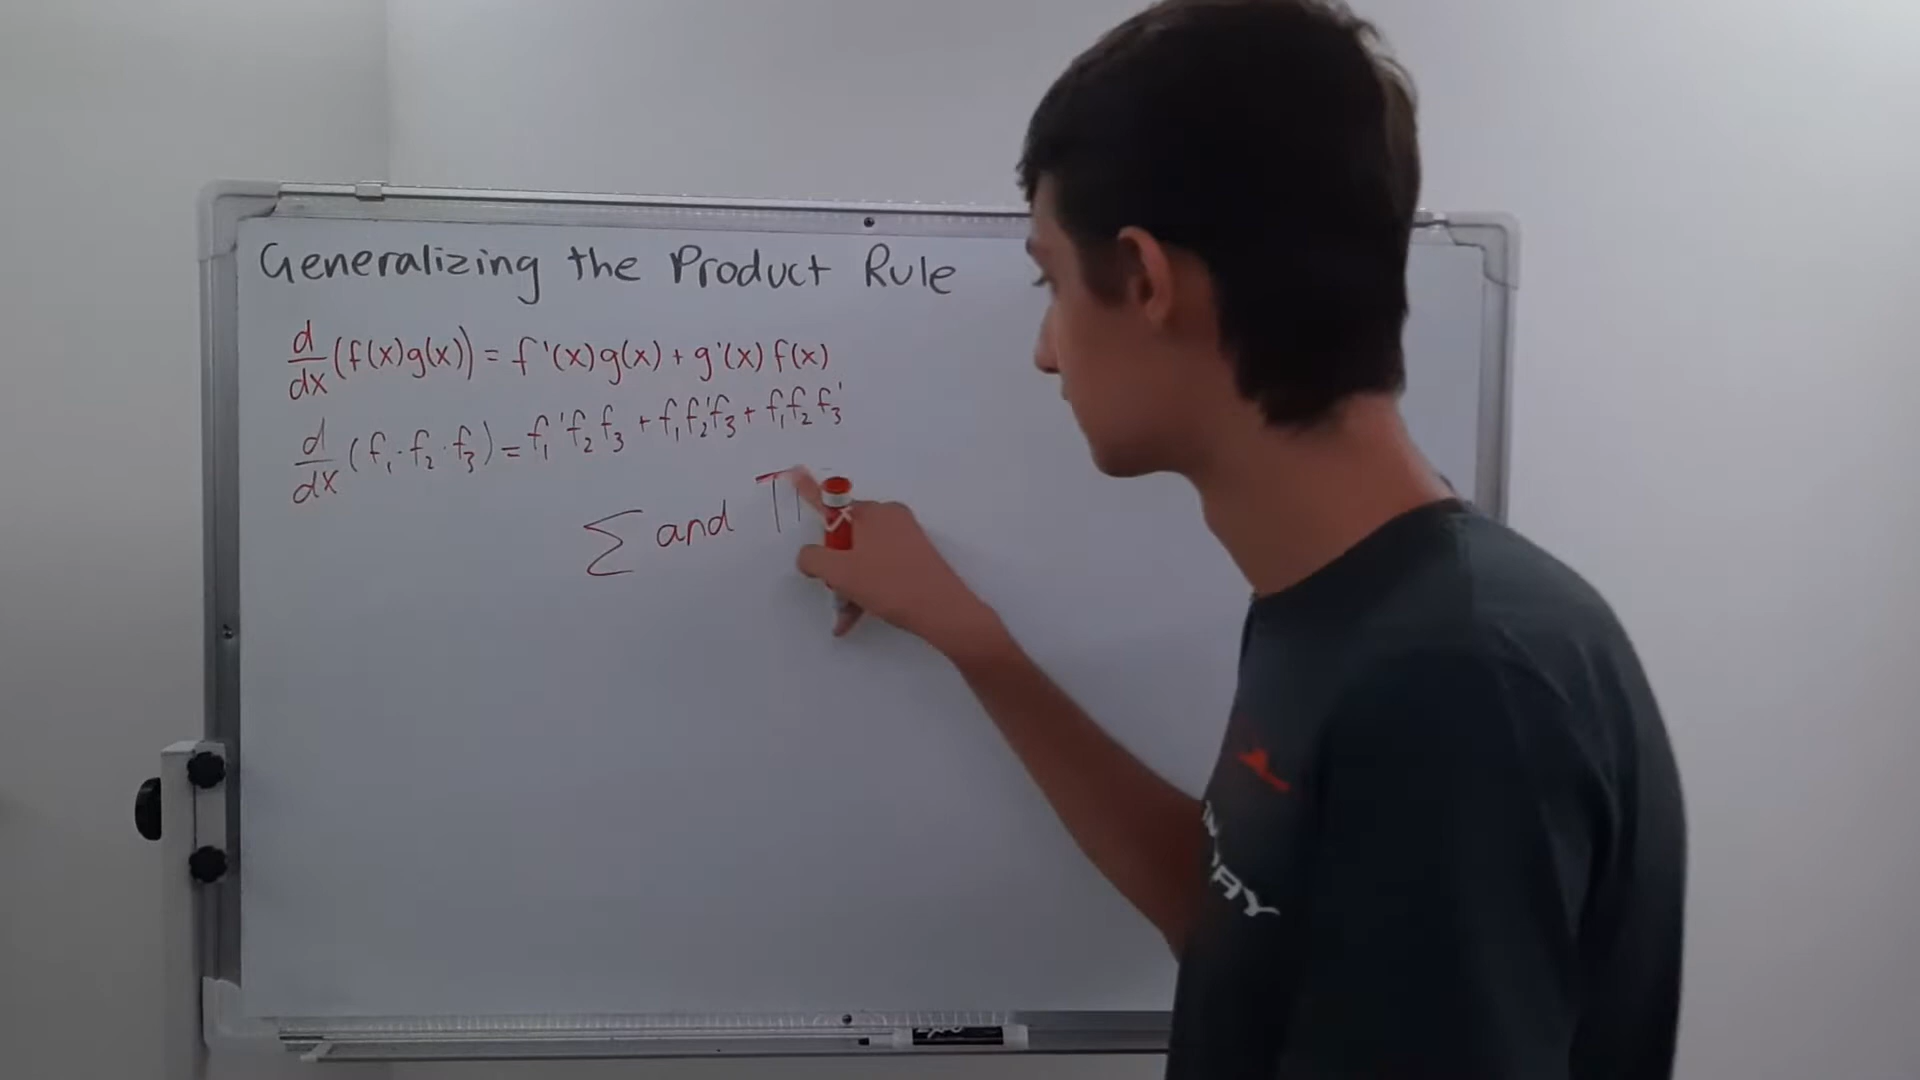 Generalizing the Product Rule
d/dx (f(x)g(x)) = f'(x)g(x) + g'(x) f(x)
d/dx (f₁·f₂·f₃) = f₁'f₂f₃ + f₁f₂'f₃ + f₁f₂f₃'
Σ and Π